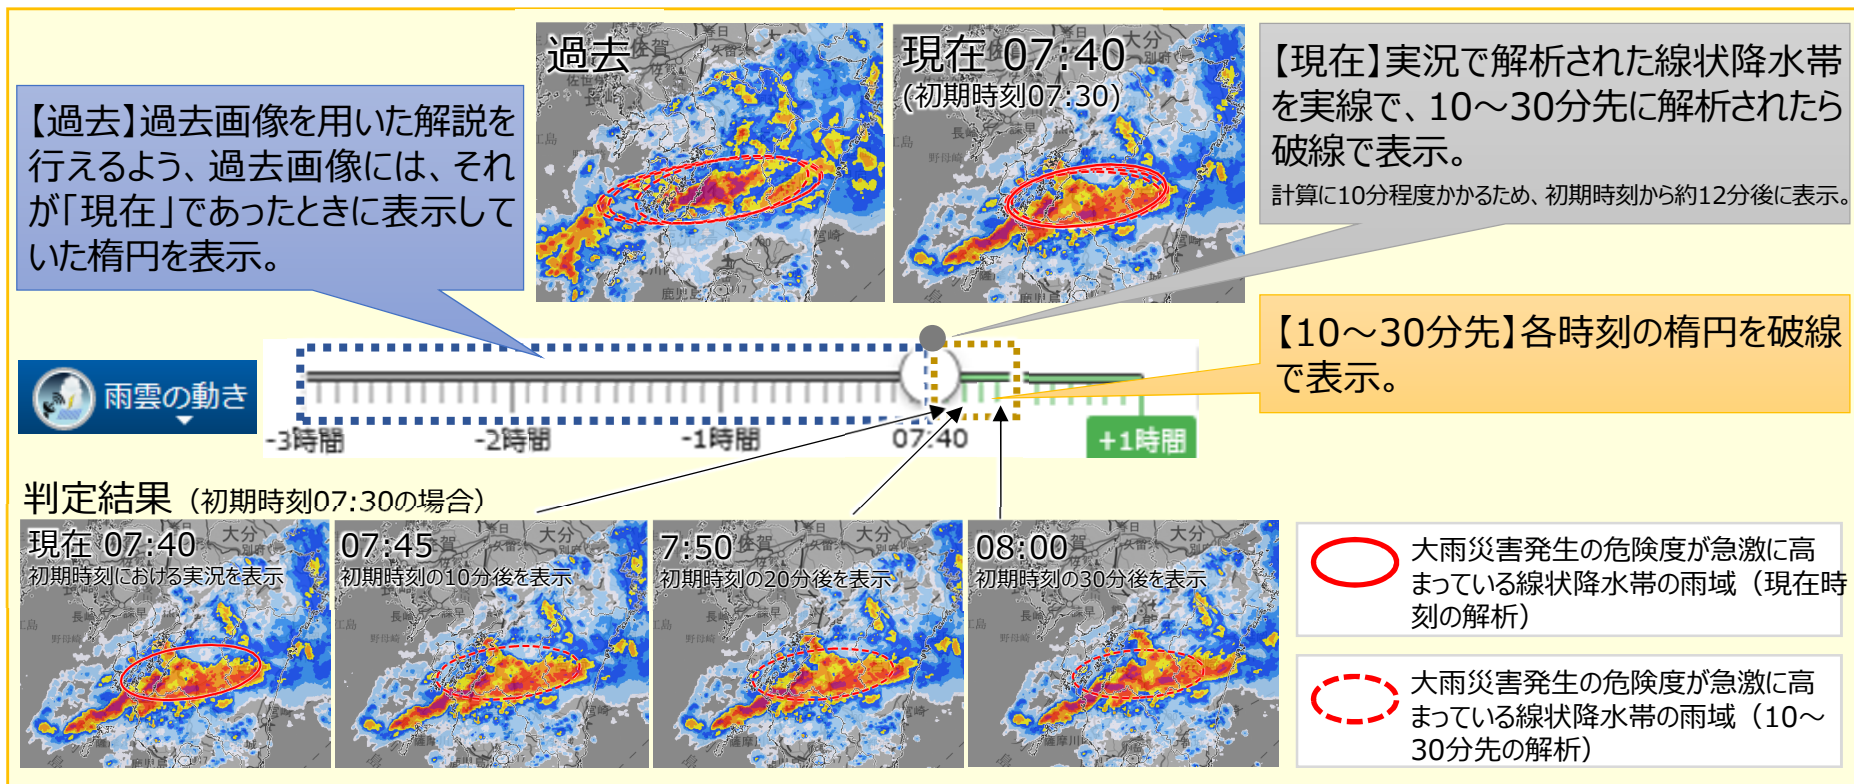 【過去】過去画像を用いた解説を
行えるよう、過去画像には、それ
が「現在」であったときに表示して
いた楕円を表示。
過去
現在 07:40
(初期時刻07:30)
【現在】実況で解析された線状降水帯
を実線で、10～30分先に解析されたら
破線で表示。
計算に10分程度かかるため、初期時刻から約12分後に表示。
【10～30分先】各時刻の楕円を破線
で表示。
雨雲の動き
-3時間
-2時間
-1時間
07:40
+1時間
判定結果（初期時刻07:30の場合）
現在 07:40
初期時刻における実況を表示
07:45
初期時刻の10分後を表示
7:50
初期時刻の20分後を表示
08:00
初期時刻の30分後を表示
大雨災害発生の危険度が急激に高
まっている線状降水帯の雨域（現在時
刻の解析）
大雨災害発生の危険度が急激に高
まっている線状降水帯の雨域（10～
30分先の解析）